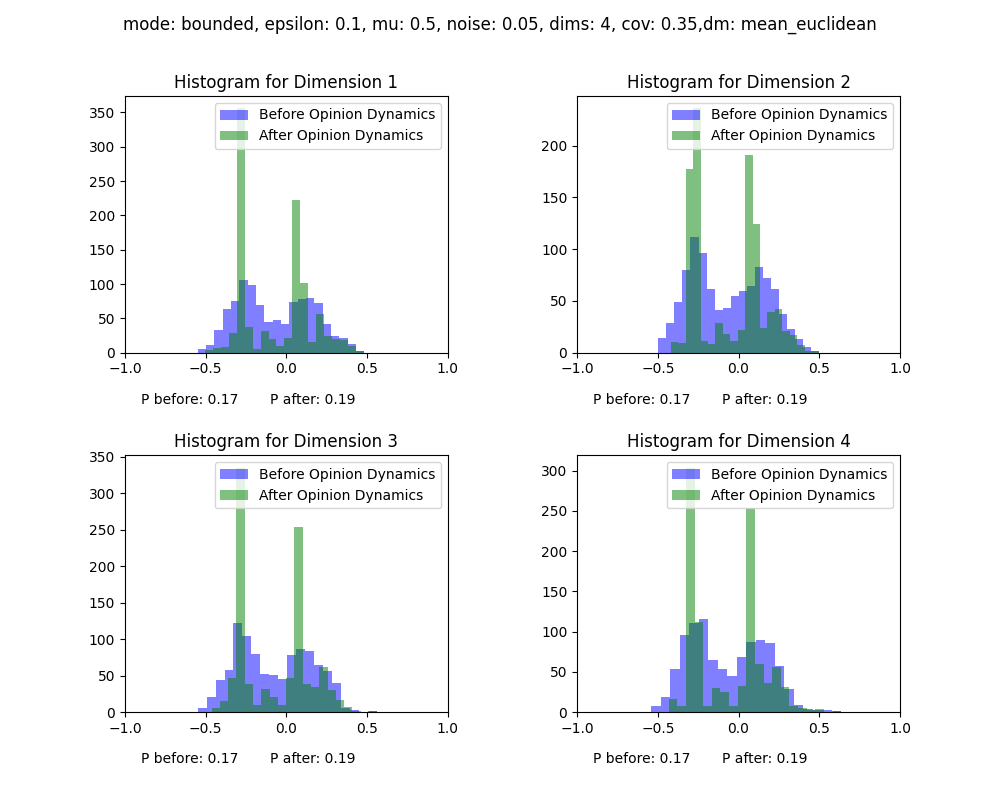 mode: bounded, epsilon: 0.1, mu: 0.5, noise: 0.05, dims: 4, cov: 0.35,dm: mean_euclidean
Histogram for Dimension 1
Before Opinion Dynamics
After Opinion Dynamics
350
300
250
200
150
100
50
0
−1.0 −0.5 0.0 0.5 1.0
P before: 0.17 P after: 0.19
Histogram for Dimension 2
Before Opinion Dynamics
After Opinion Dynamics
200
150
100
50
0
−1.0 −0.5 0.0 0.5 1.0
P before: 0.17 P after: 0.19
Histogram for Dimension 3
Before Opinion Dynamics
After Opinion Dynamics
350
300
250
200
150
100
50
0
−1.0 −0.5 0.0 0.5 1.0
P before: 0.17 P after: 0.19
Histogram for Dimension 4
Before Opinion Dynamics
After Opinion Dynamics
300
250
200
150
100
50
0
−1.0 −0.5 0.0 0.5 1.0
P before: 0.17 P after: 0.19